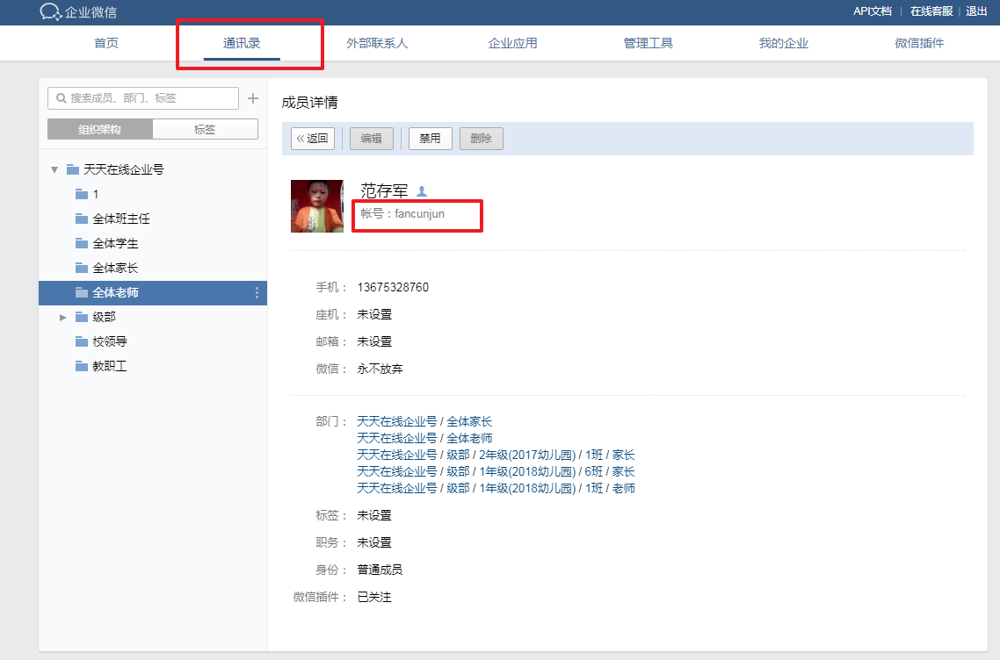 企业微信
API文档 | 在线客服 | 退出
首页 通讯录 外部联系人 企业应用 管理工具 我的企业 微信插件
搜索成员、部门、标签
组织架构 标签
天天在线企业号
1
全体班主任
全体学生
全体家长
全体老师
级部
校领导
教职工
成员详情
«返回 编辑 禁用 删除
范存军
帐号：fancunjun
手机： 13675328760
座机： 未设置
邮箱： 未设置
微信： 永不放弃
部门： 天天在线企业号 / 全体家长
天天在线企业号 / 全体老师
天天在线企业号 / 级部 / 2年级(2017幼儿园) / 1班 / 家长
天天在线企业号 / 级部 / 1年级(2018幼儿园) / 6班 / 家长
天天在线企业号 / 级部 / 1年级(2018幼儿园) / 1班 / 老师
标签： 未设置
职务： 未设置
身份： 普通成员
微信插件： 已关注